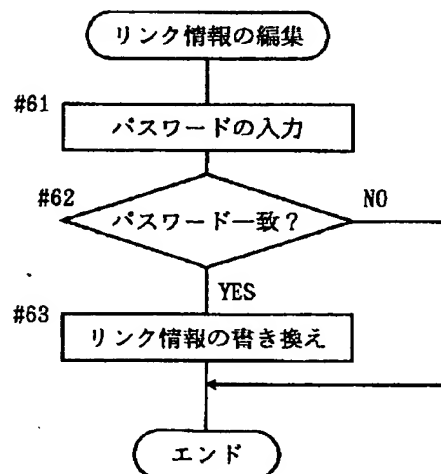 リンク情報の編集
#61
パスワードの入力
#62
パスワード一致？
NO
YES
#63
リンク情報の書き換え
エンド